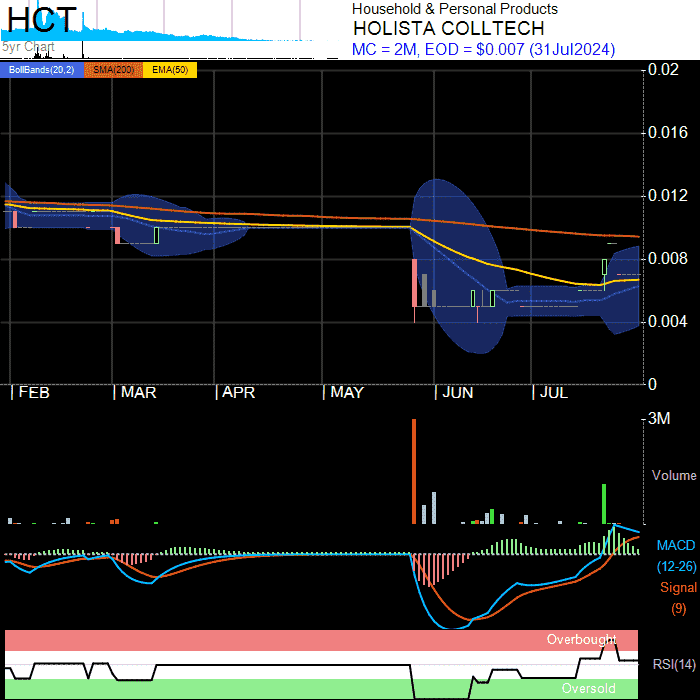 HCT
5yr Chart
Household & Personal Products
HOLISTA COLLTECH
MC = 2M, EOD = $0.007 (31Jul2024)
BollBands(20,2) SMA(200) EMA(50)
0.02
0.016
0.012
0.008
0.004
0
FEB MAR APR MAY JUN JUL
3M
Volume
MACD
(12-26)
Signal
(9)
Overbought
RSI(14)
Oversold